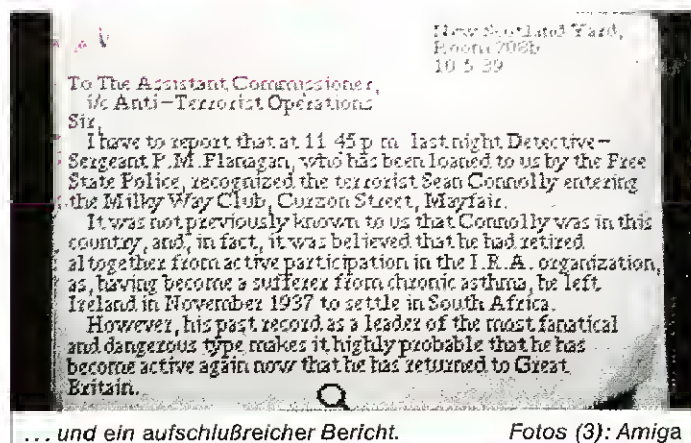 New Scotland Yard,
Room 208b
10 5 39
To The Assistant Commissioner,
i/c Anti-Terrorist Operations
Sir,
I have to report that at 11 45 p m last night Detective-
Sergeant P.M.Flanagan, who has been loaned to us by the Free
State Police, recognized the terrorist Sean Connolly entering
the Milky Way Club, Curzon Street, Mayfair.
It was not previously known to us that Connolly was in this
country, and, in fact, it was believed that he had retired
altogether from active participation in the I.R.A. organization,
as, having become a sufferer from chronic asthma, he left
Ireland in November 1937 to settle in South Africa.
However, his past record as a leader of the most fanatical
and dangerous type makes it highly probable that he has
become active again now that he has returned to Great
Britain.
... und ein aufschlußreicher Bericht.
Fotos (3): Amiga